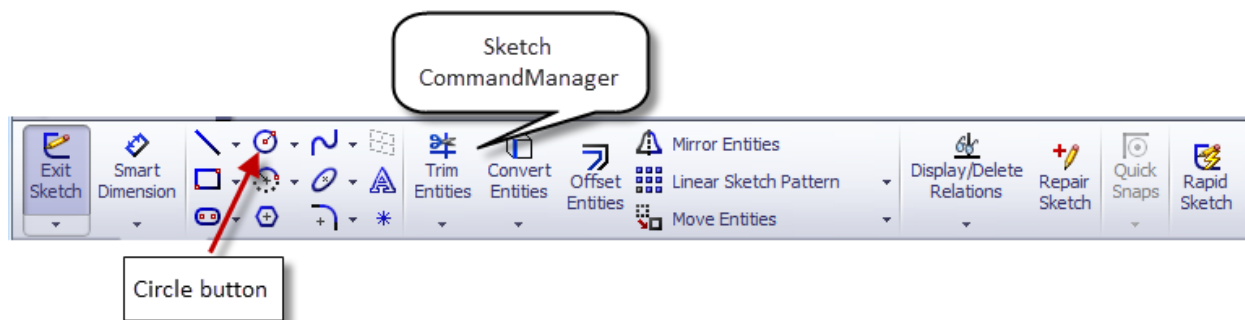 Sketch
CommandManager
Exit
Sketch
Smart
Dimension
Trim
Entities
Convert
Entities
Offset
Entities
Mirror Entities
Linear Sketch Pattern
Move Entities
Display/Delete
Relations
Repair
Sketch
Quick
Snaps
Rapid
Sketch
Circle button